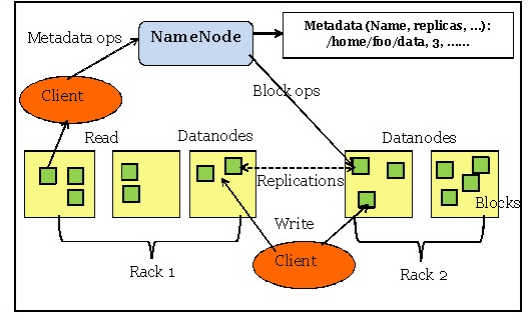 Metadata (Name, replicas, ...):
/home/foo/data, 3, ......
Metadata ops
NameNode
Client
Block ops
Read
Datanodes
Datanodes
Replications
Blocks
Write
Client
Rack 1
Rack 2